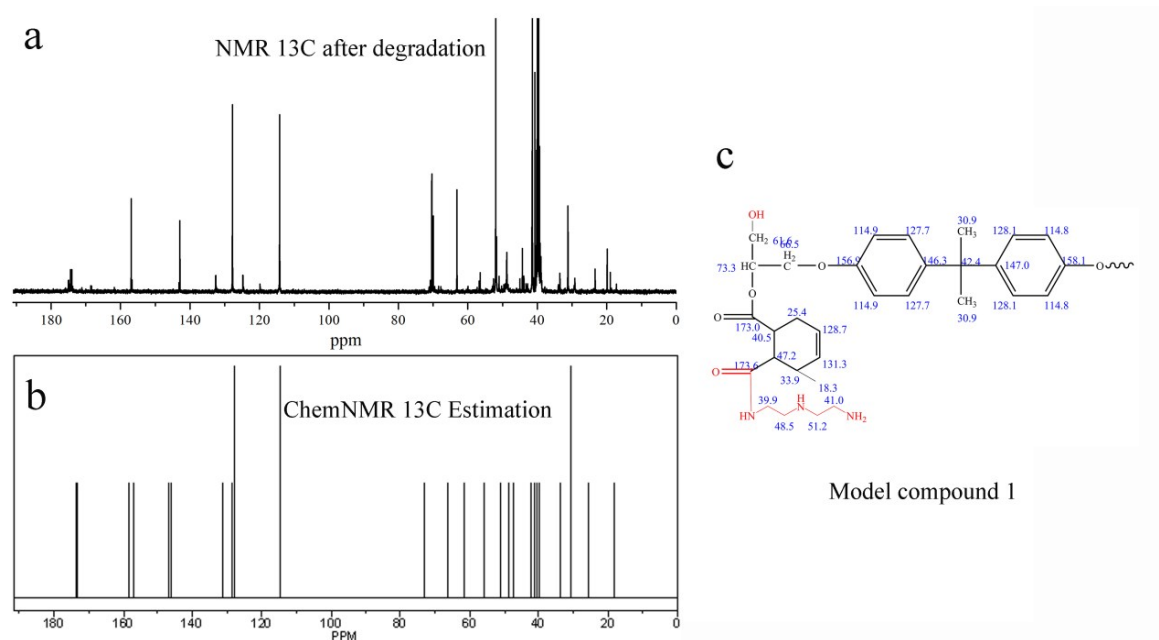 a
NMR 13C after degradation
180 160 140 120 100 80 60 40 20 0
ppm
b
ChemNMR 13C Estimation
180 160 140 120 100 80 60 40 20 0
PPM
c
OH
30.9
114.9 127.7 CH3 128.1 114.8
CH2 61.6 66.5
H2
73.3 HC C O 156.9 146.3 42.4 147.0 158.1 O
O
114.9 127.7 CH3 128.1 114.8
30.9
O 173.0 25.4
40.5 128.7
47.2
O 173.6 131.3
33.9
18.3
39.9 H 41.0
HN N NH2
48.5 51.2
Model compound 1